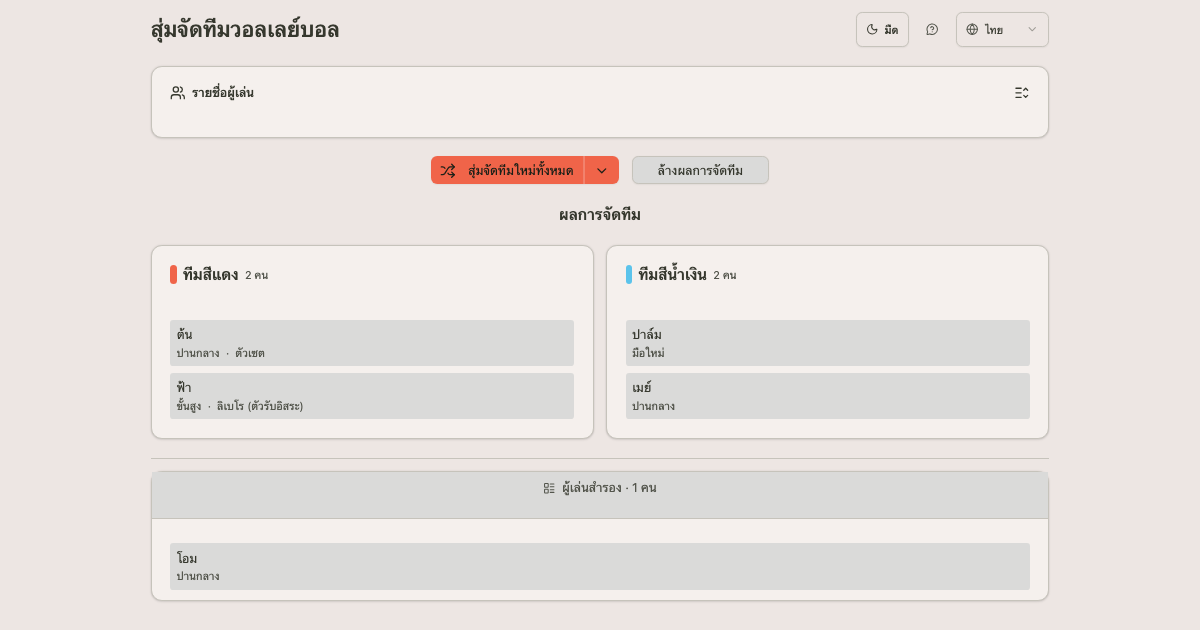 สุ่มจัดทีมวอลเลย์บอล
มืด
ไทย
รายชื่อผู้เล่น
สุ่มจัดทีมใหม่ทั้งหมด
ล้างผลการจัดทีม
ผลการจัดทีม
ทีมสีแดง 2 คน
ต้น
ปานกลาง · ตัวเซต
ฟ้า
ขั้นสูง · ลิเบโร (ตัวรับอิสระ)
ทีมสีน้ำเงิน 2 คน
ปาล์ม
มือใหม่
เมย์
ปานกลาง
ผู้เล่นสำรอง · 1 คน
โอม
ปานกลาง